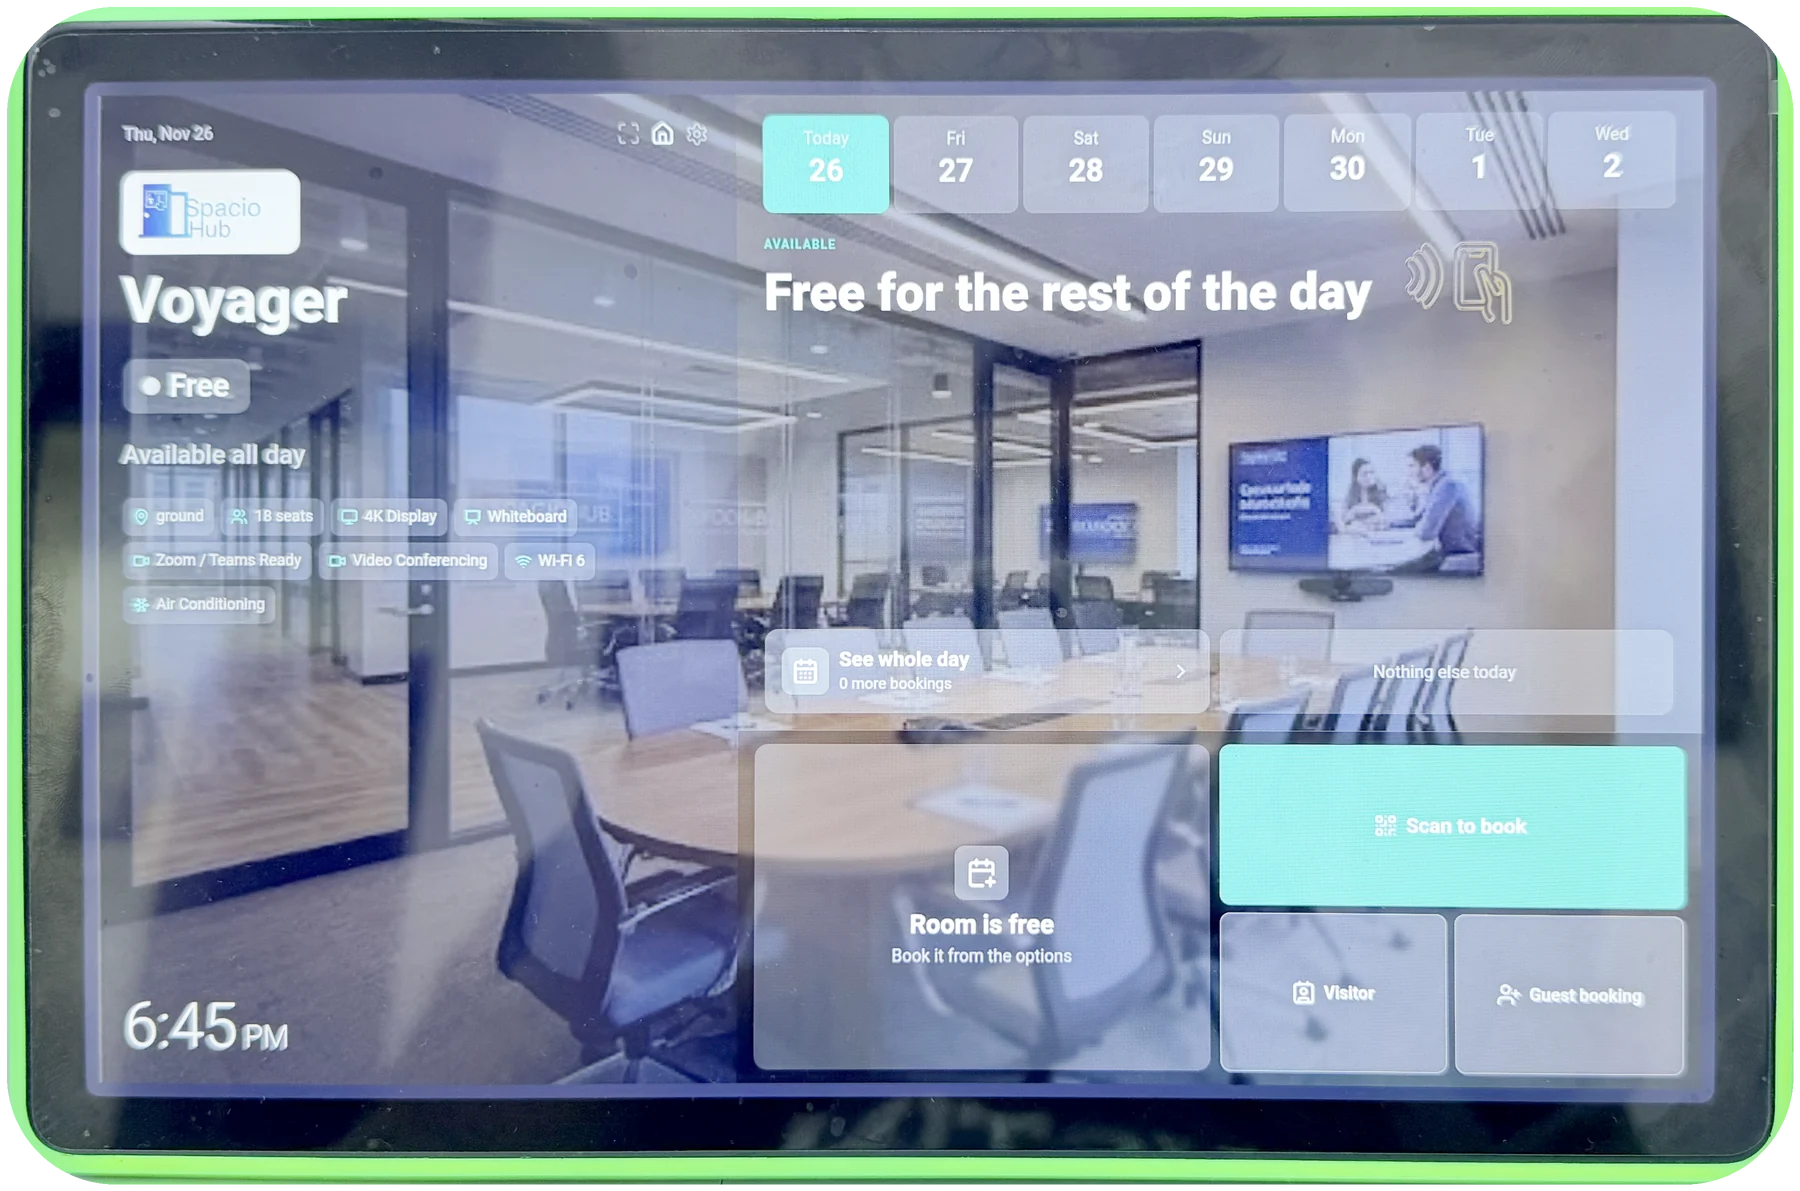 Thu, Nov 26
Spacio
Hub
Voyager
Free
Available all day
ground
18 seats
4K Display
Whiteboard
Zoom / Teams Ready
Video Conferencing
Wi-Fi 6
Air Conditioning
6:45 PM
Today
26
Fri
27
Sat
28
Sun
29
Mon
30
Tue
1
Wed
2
AVAILABLE
Free for the rest of the day
See whole day
0 more bookings
Nothing else today
Room is free
Book it from the options
Scan to book
Visitor
Guest booking